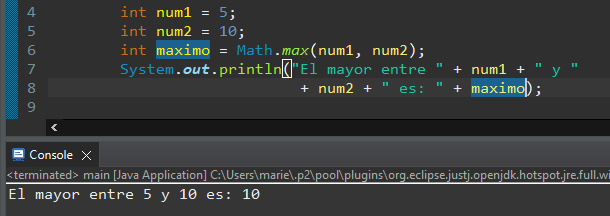 4 int num1 = 5;
5 int num2 = 10;
6 int maximo = Math.max(num1, num2);
7 System.out.println("El mayor entre " + num1 + " y "
8 + num2 + " es: " + maximo);
9
Console
<terminated> main [Java Application] C:\Users\marie\.p2\pool\plugins\org.eclipse.justj.openjdk.hotspot.jre.full.wi
El mayor entre 5 y 10 es: 10